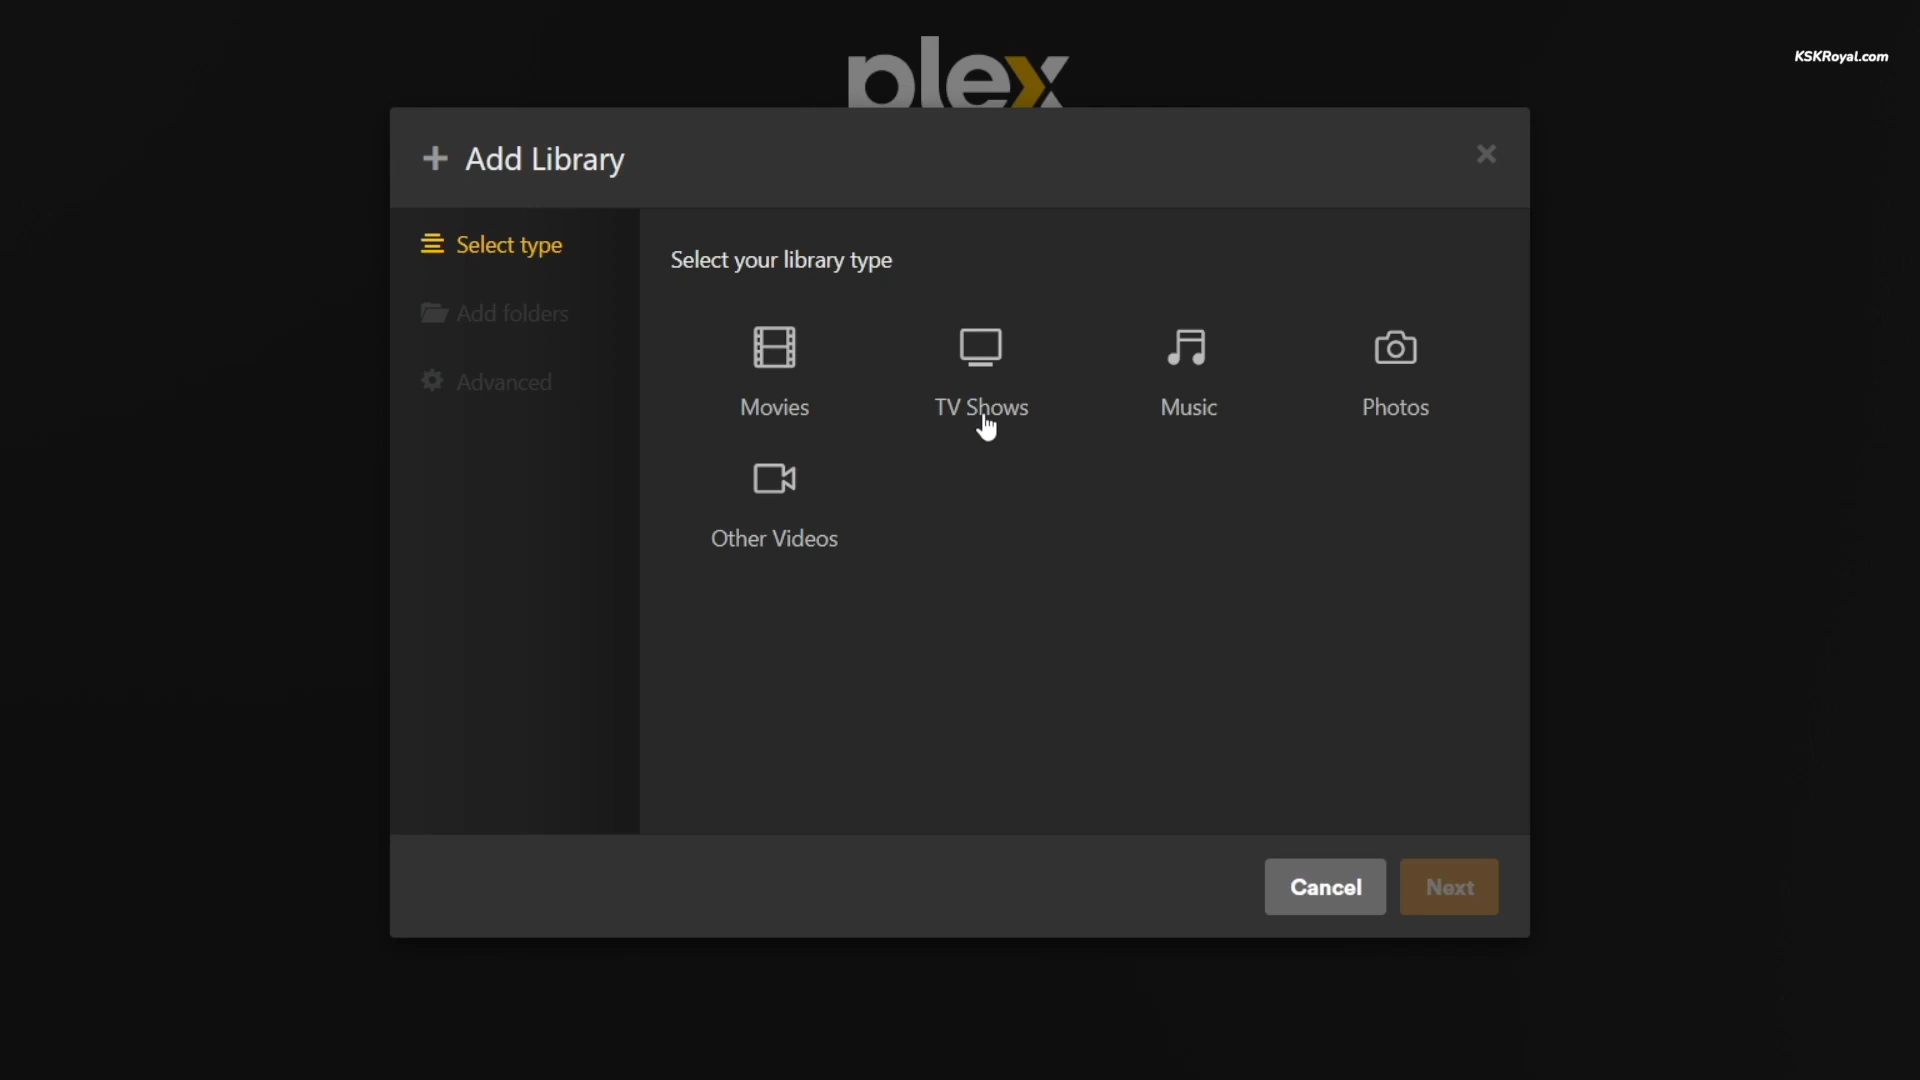 plex
KSKRoyal.com
Add Library
Select type
Add folders
Advanced
Select your library type
Movies
TV Shows
Music
Photos
Other Videos
Cancel
Next